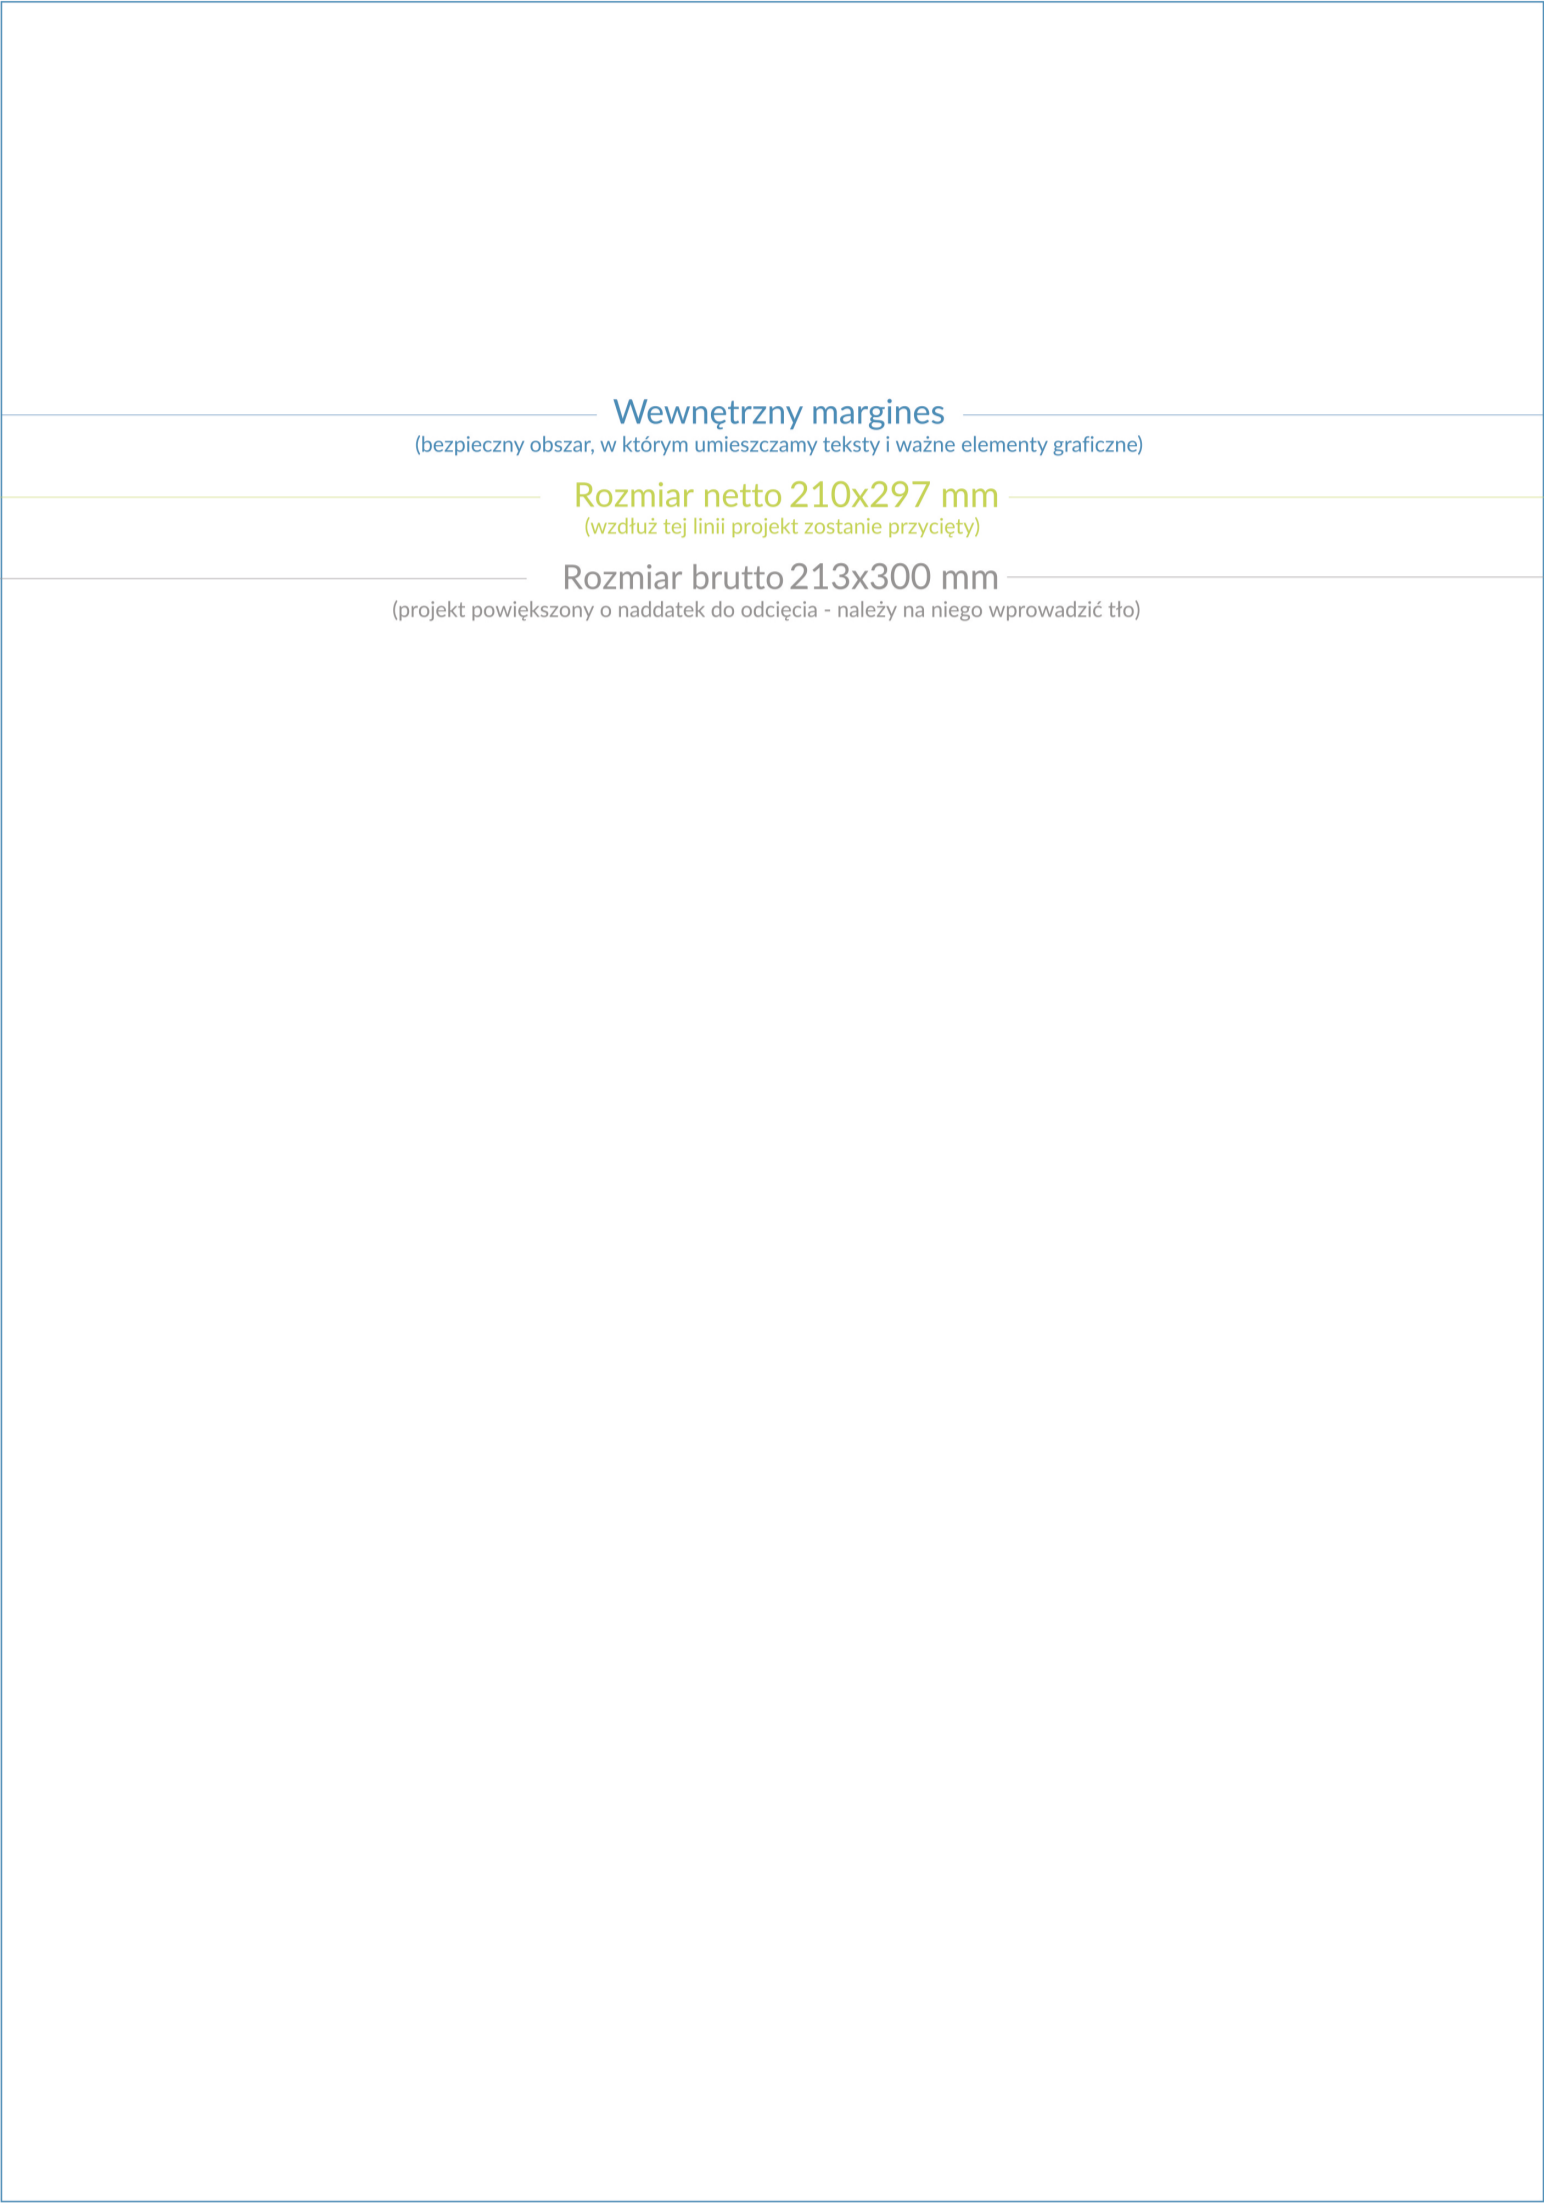 Wewnętrzny margines
(bezpieczny obszar, w którym umieszczamy teksty i ważne elementy graficzne)
Rozmiar netto 210x297 mm
(wzdłuż tej linii projekt zostanie przycięty)
Rozmiar brutto 213x300 mm
(projekt powiększony o naddatek do odcięcia - należy na niego wprowadzić tło)